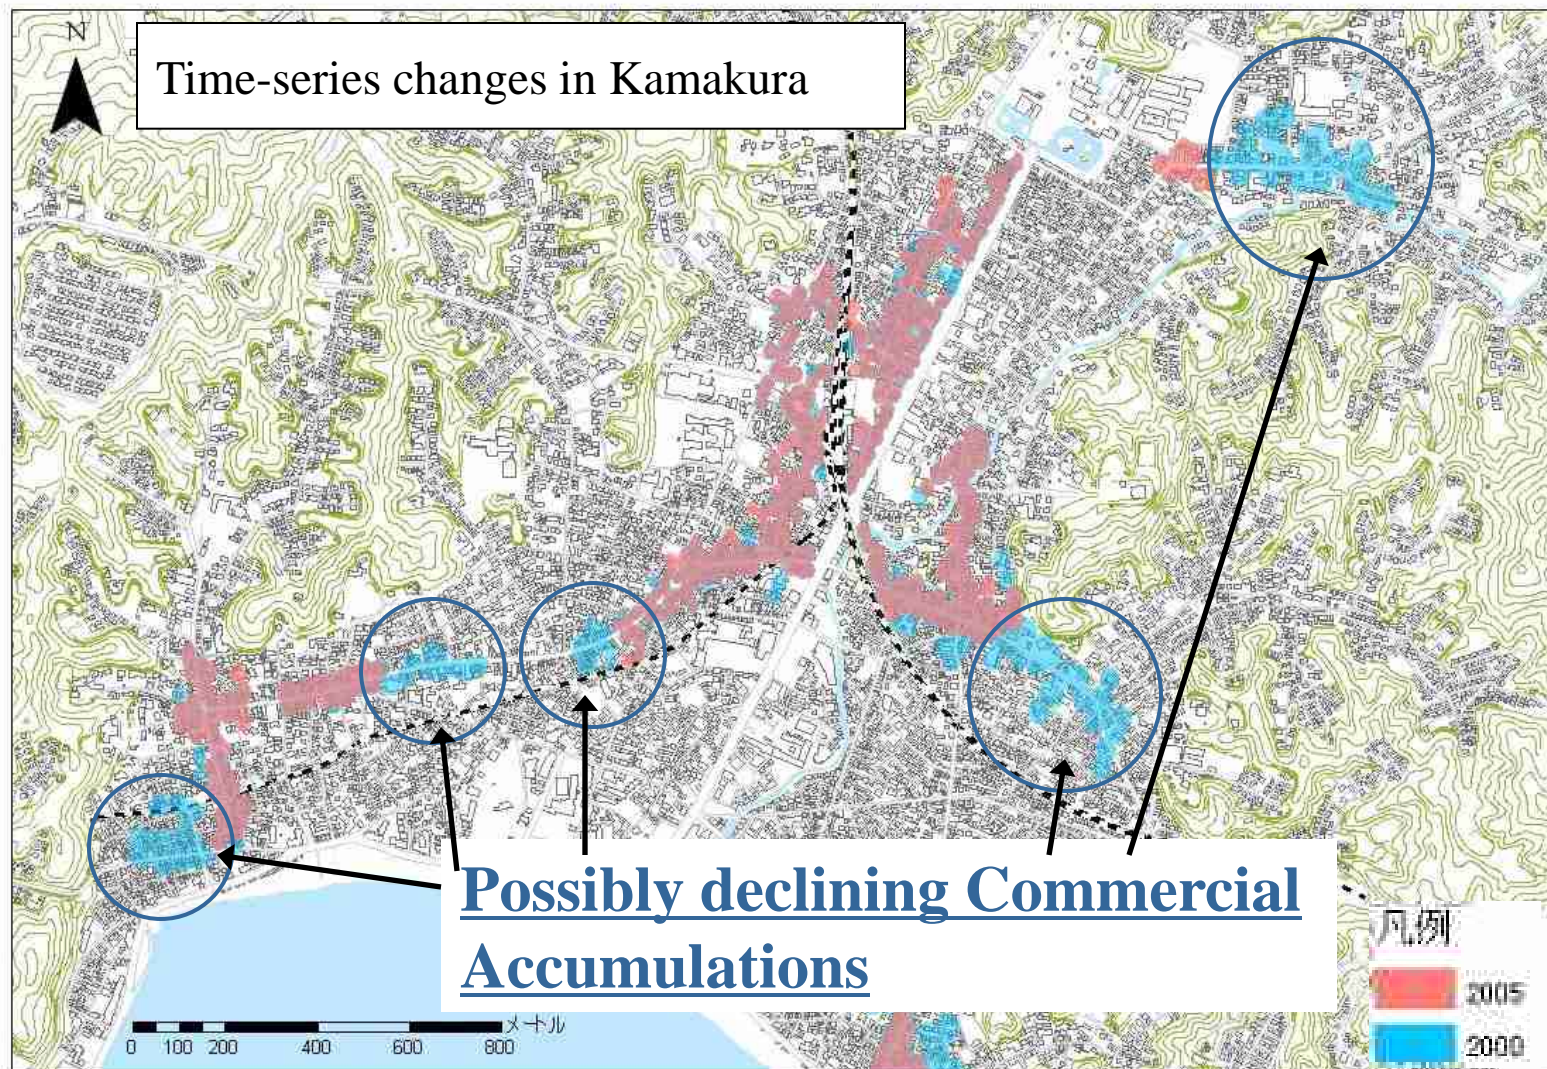 N
Time-series changes in Kamakura
Possibly declining Commercial
Accumulations
凡例
2005
2000
メートル
0 100 200 400 600 800